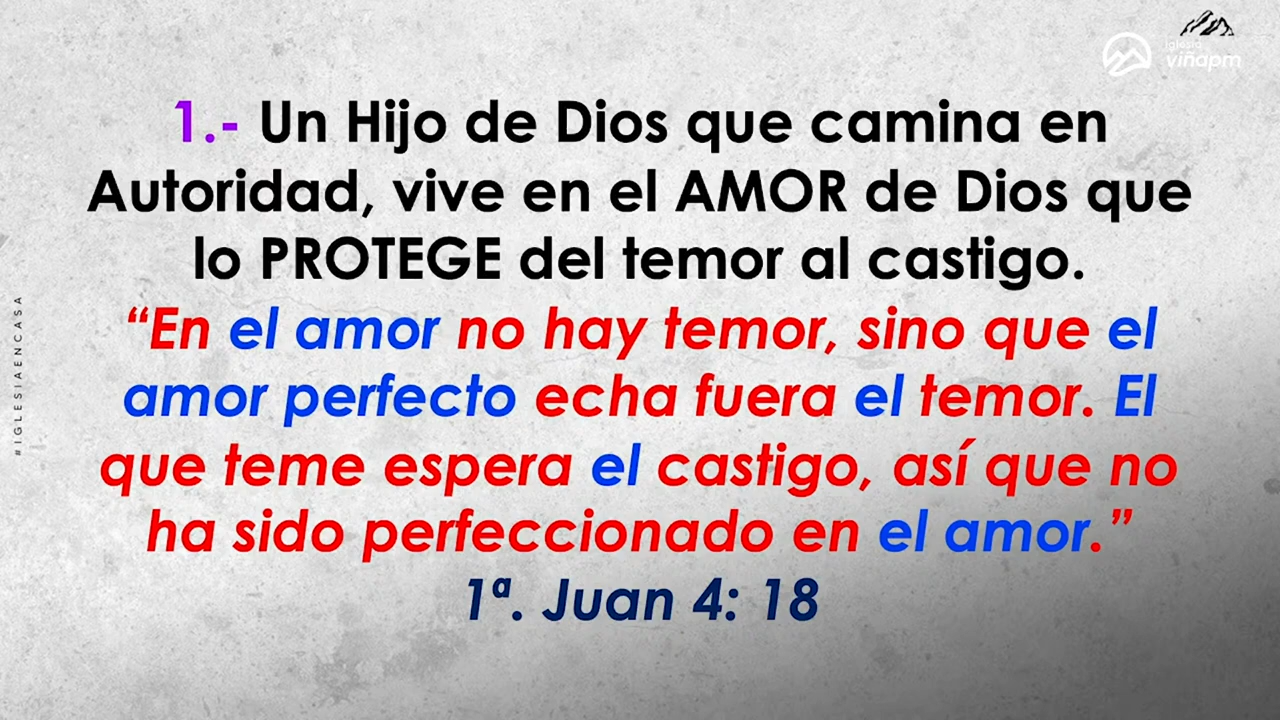 Iglesia
viñapm
1.- Un Hijo de Dios que camina en
Autoridad, vive en el AMOR de Dios que
lo PROTEGE del temor al castigo.
“En el amor no hay temor, sino que el
amor perfecto echa fuera el temor. El
que teme espera el castigo, así que no
ha sido perfeccionado en el amor.”
1ª. Juan 4: 18
#IGLESIAENCASA